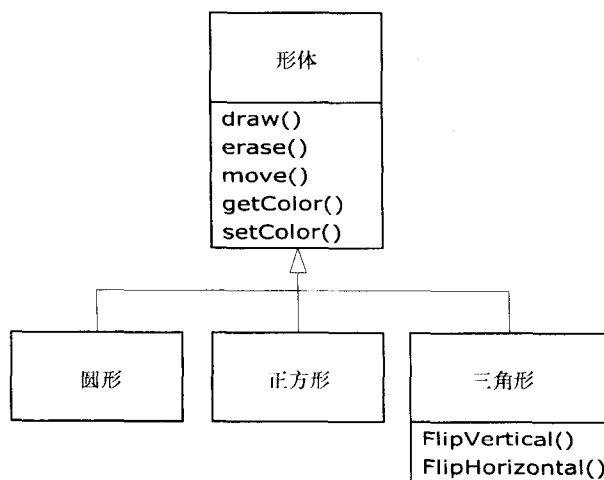 形体
draw()
erase()
move()
getColor()
setColor()
圆形
正方形
三角形
FlipVertical()
FlipHorizontal()